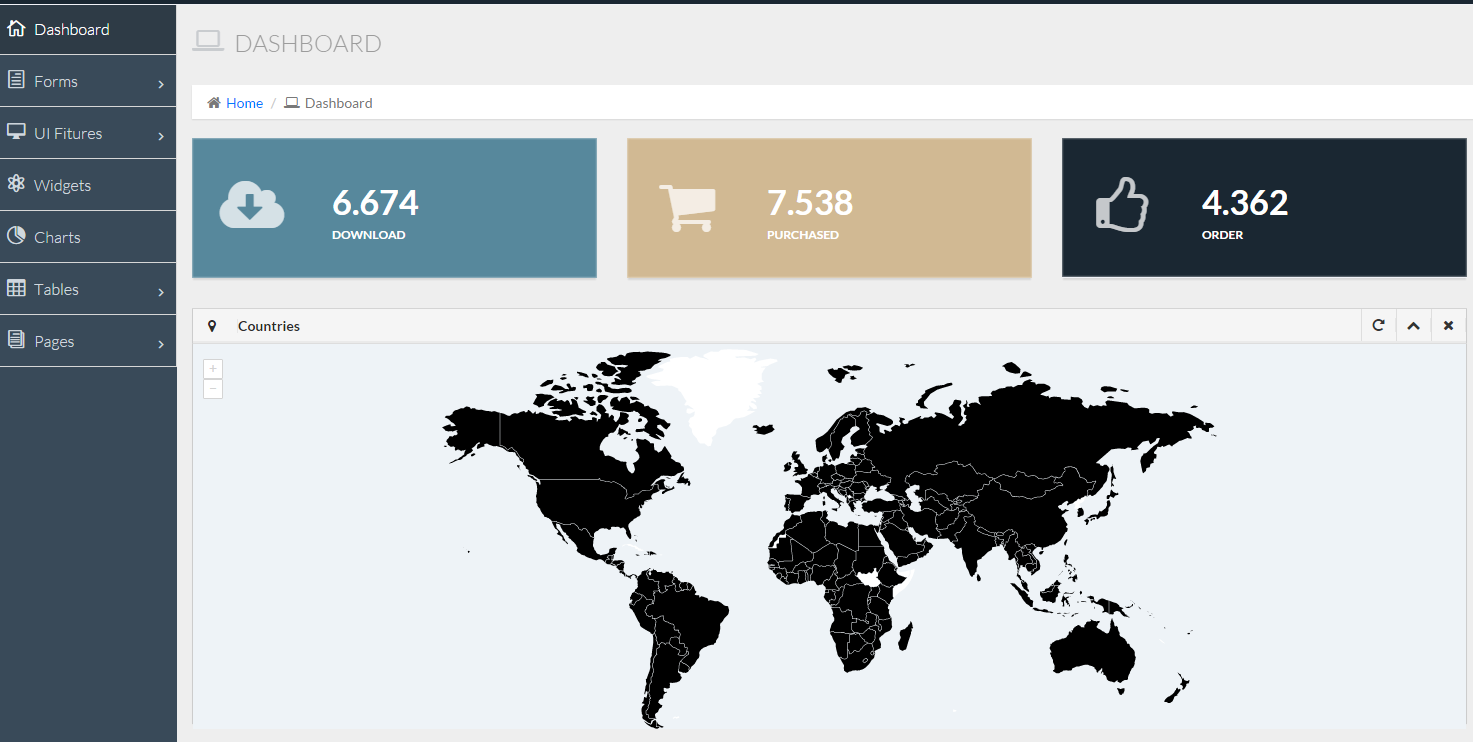 Dashboard
Forms
UI Fitures
Widgets
Charts
Tables
Pages
DASHBOARD
Home / Dashboard
6.674
DOWNLOAD
7.538
PURCHASED
4.362
ORDER
Countries
+
−